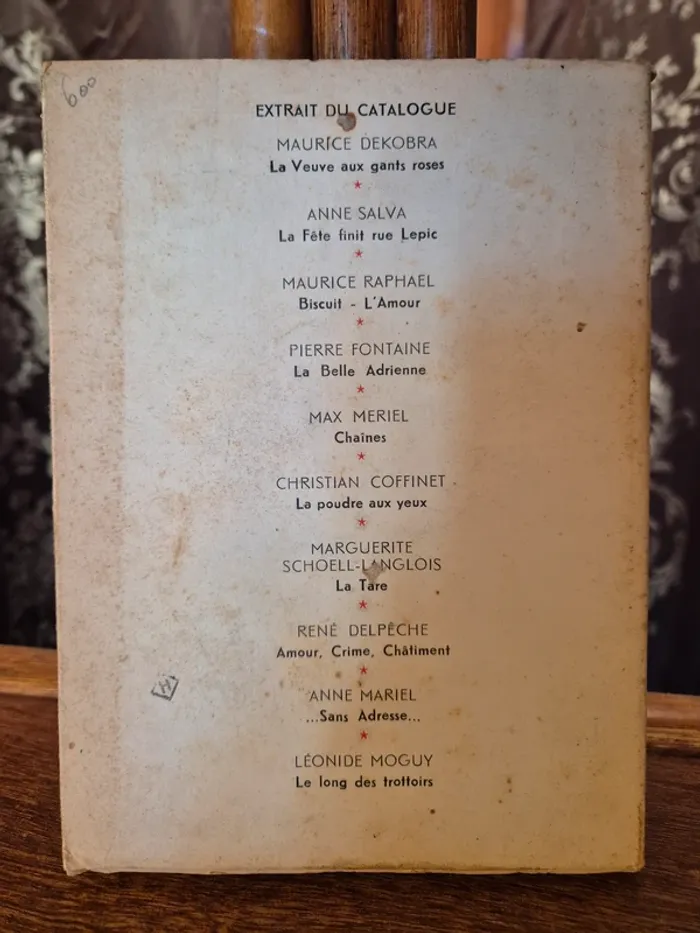 600
EXTRAIT DU CATALOGUE
MAURICE DEKOBRA
La Veuve aux gants roses
ANNE SALVA
La Fête finit rue Lepic
MAURICE RAPHAEL
Biscuit - L'Amour
PIERRE FONTAINE
La Belle Adrienne
MAX MERIEL
Chaînes
CHRISTIAN COFFINET
La poudre aux yeux
MARGUERITE
SCHOELL-LANGLOIS
La Tare
RENÉ DELPÊCHE
Amour, Crime, Châtiment
ANNE MARIEL
...Sans Adresse...
LÉONIDE MOGUY
Le long des trottoirs